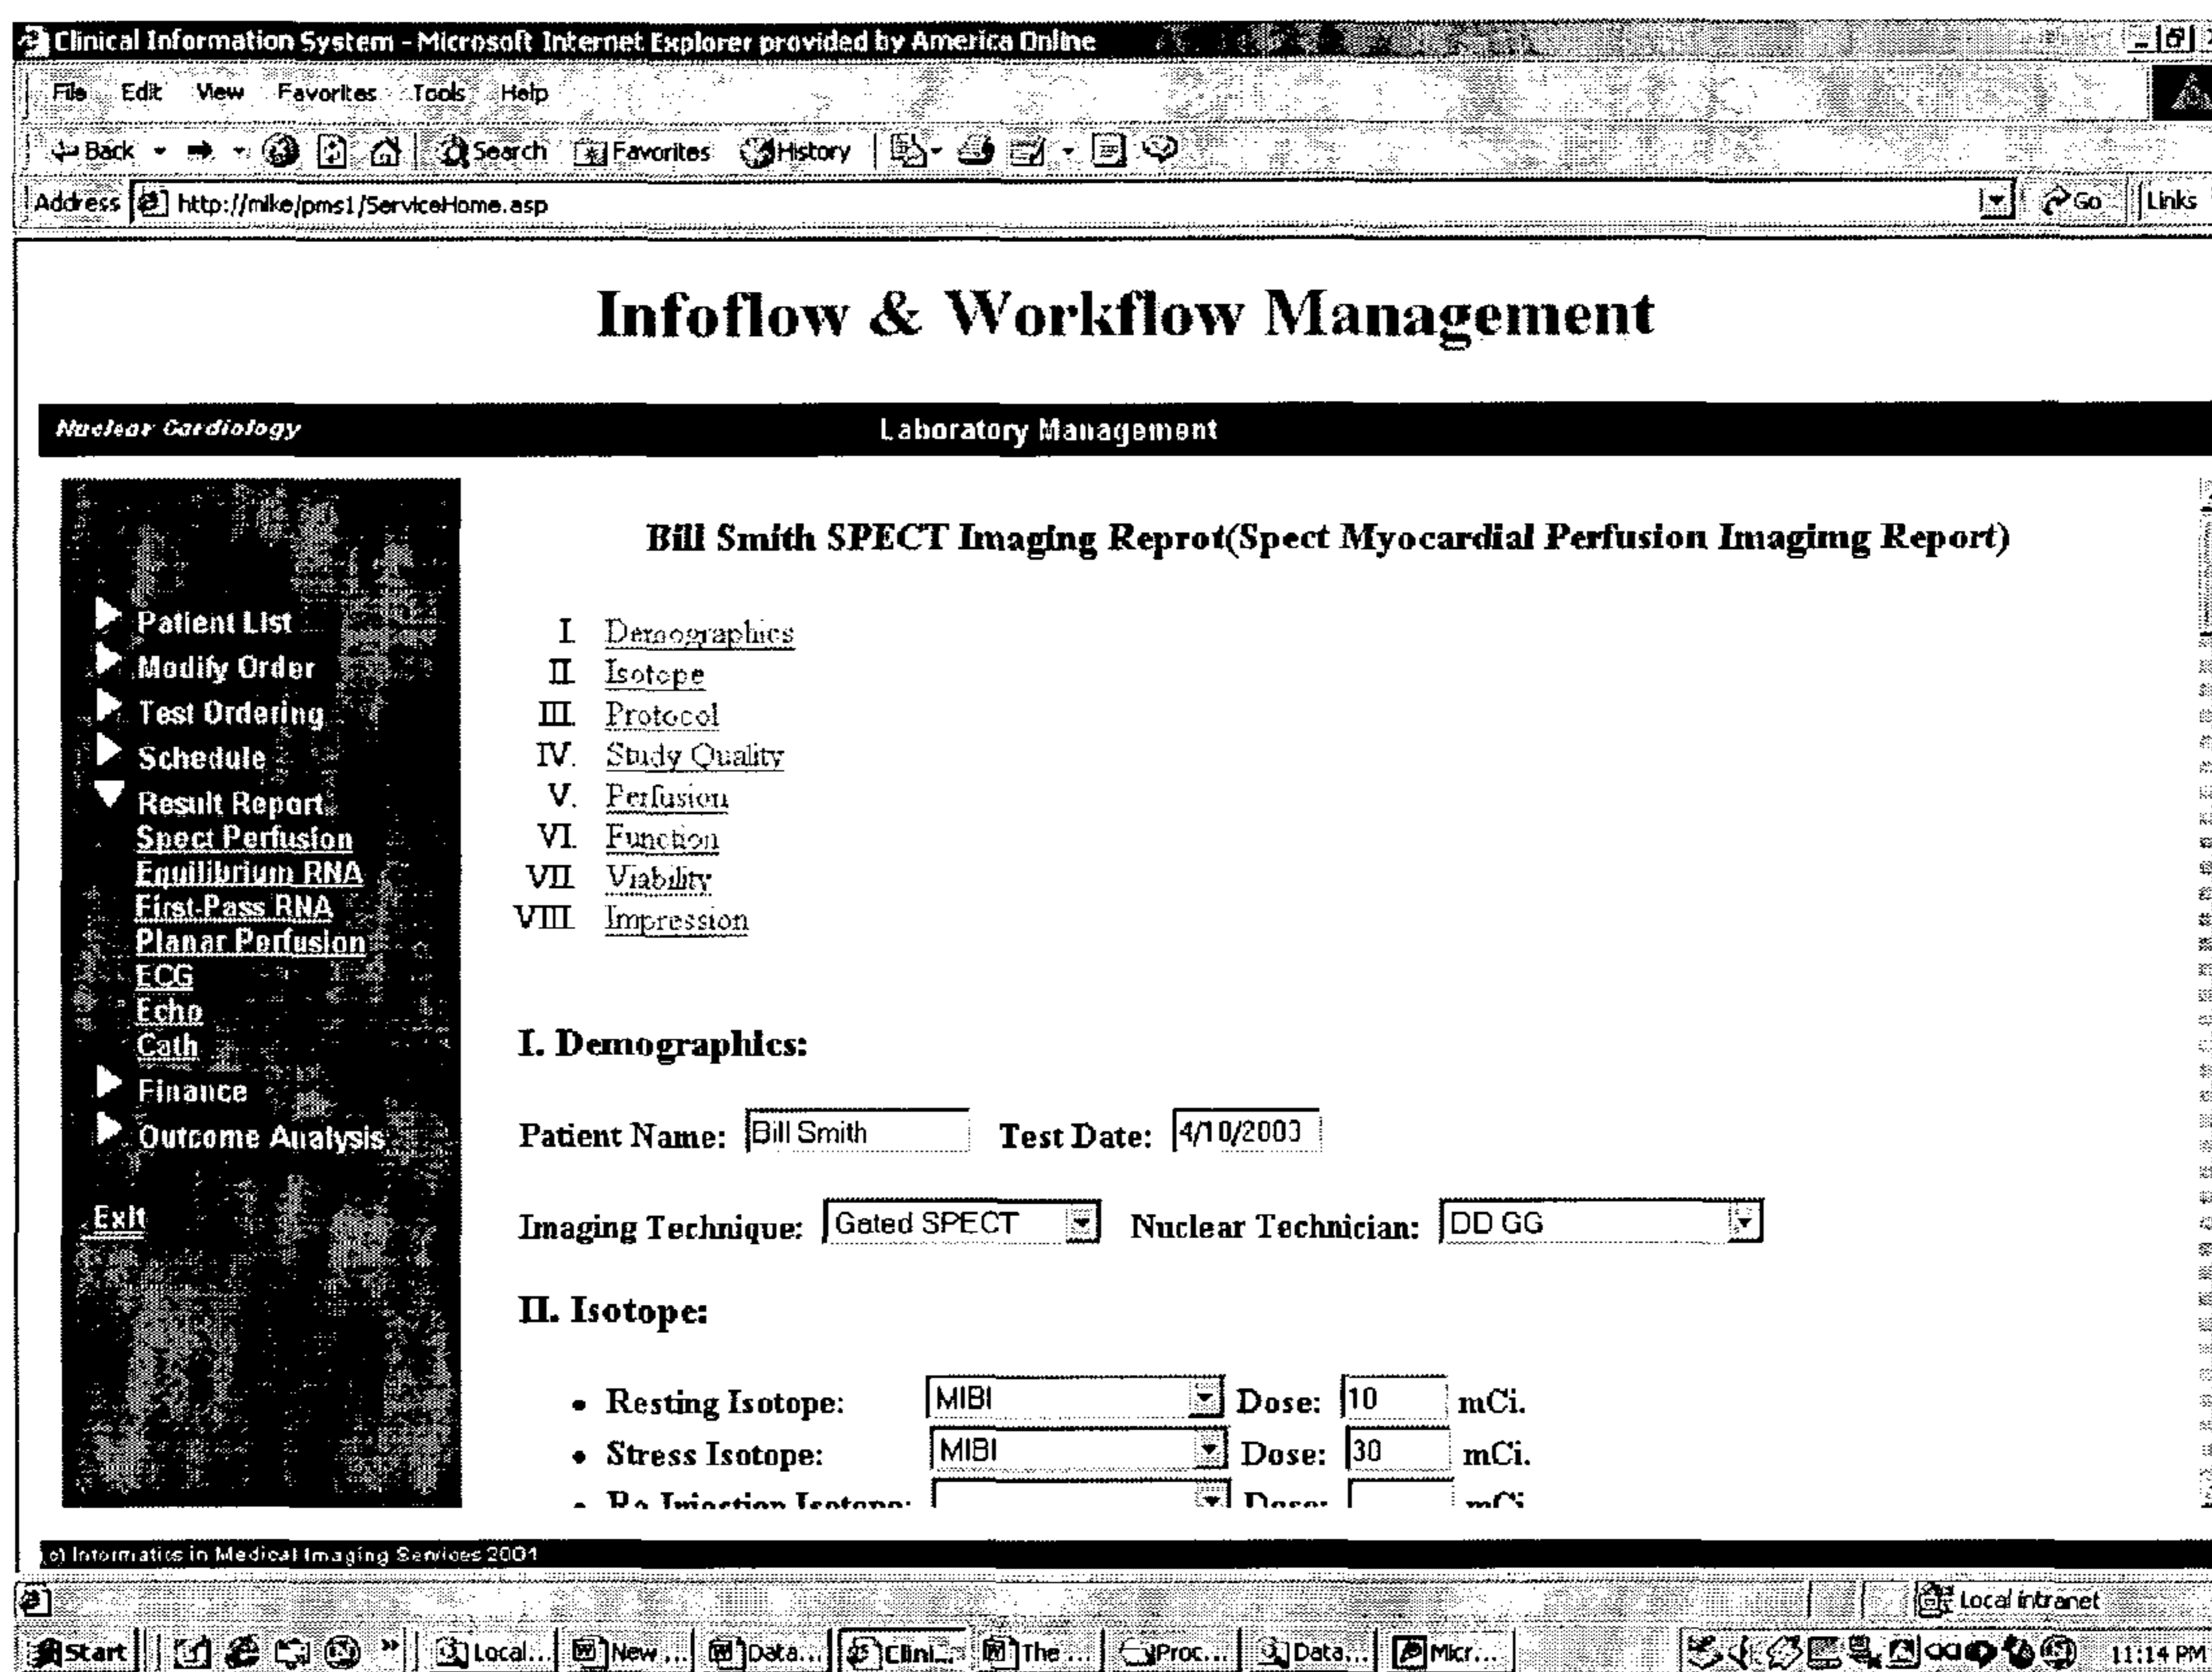 Clinical Information System - Microsoft Internet Explorer provided by America Online
File Edit View Favorites Tools Help
Back Search Favorites History
Address http://mike/pms1/ServiceHome.asp Go Links
Infoflow & Workflow Management
Nuclear Cardiology Laboratory Management
Patient List
Modify Order
Test Ordering
Schedule
Result Report
Spect Perfusion
Equilibrium RNA
First-Pass RNA
Planar Perfusion
ECG
Echo
Cath
Finance
Outcome Analysis
Exit
Bill Smith SPECT Imaging Reprot(Spect Myocardial Perfusion Imagimg Report)
I. Demographics
II. Isotope
III. Protocol
IV. Study Quality
V. Perfusion
VI. Function
VII. Viability
VIII. Impression
I. Demographics:
Patient Name: Bill Smith Test Date: 4/10/2003
Imaging Technique: Gated SPECT Nuclear Technician: DD GG
II. Isotope:
• Resting Isotope: MIBI Dose: 10 mCi.
• Stress Isotope: MIBI Dose: 30 mCi.
• Re Injection Isotope: Dose: mCi
(c) Informatics in Medical Imaging Services 2001
Local intranet
Start » Local... New ... Data... Clini... The ... Proc... Data... Micr... 11:14 PM